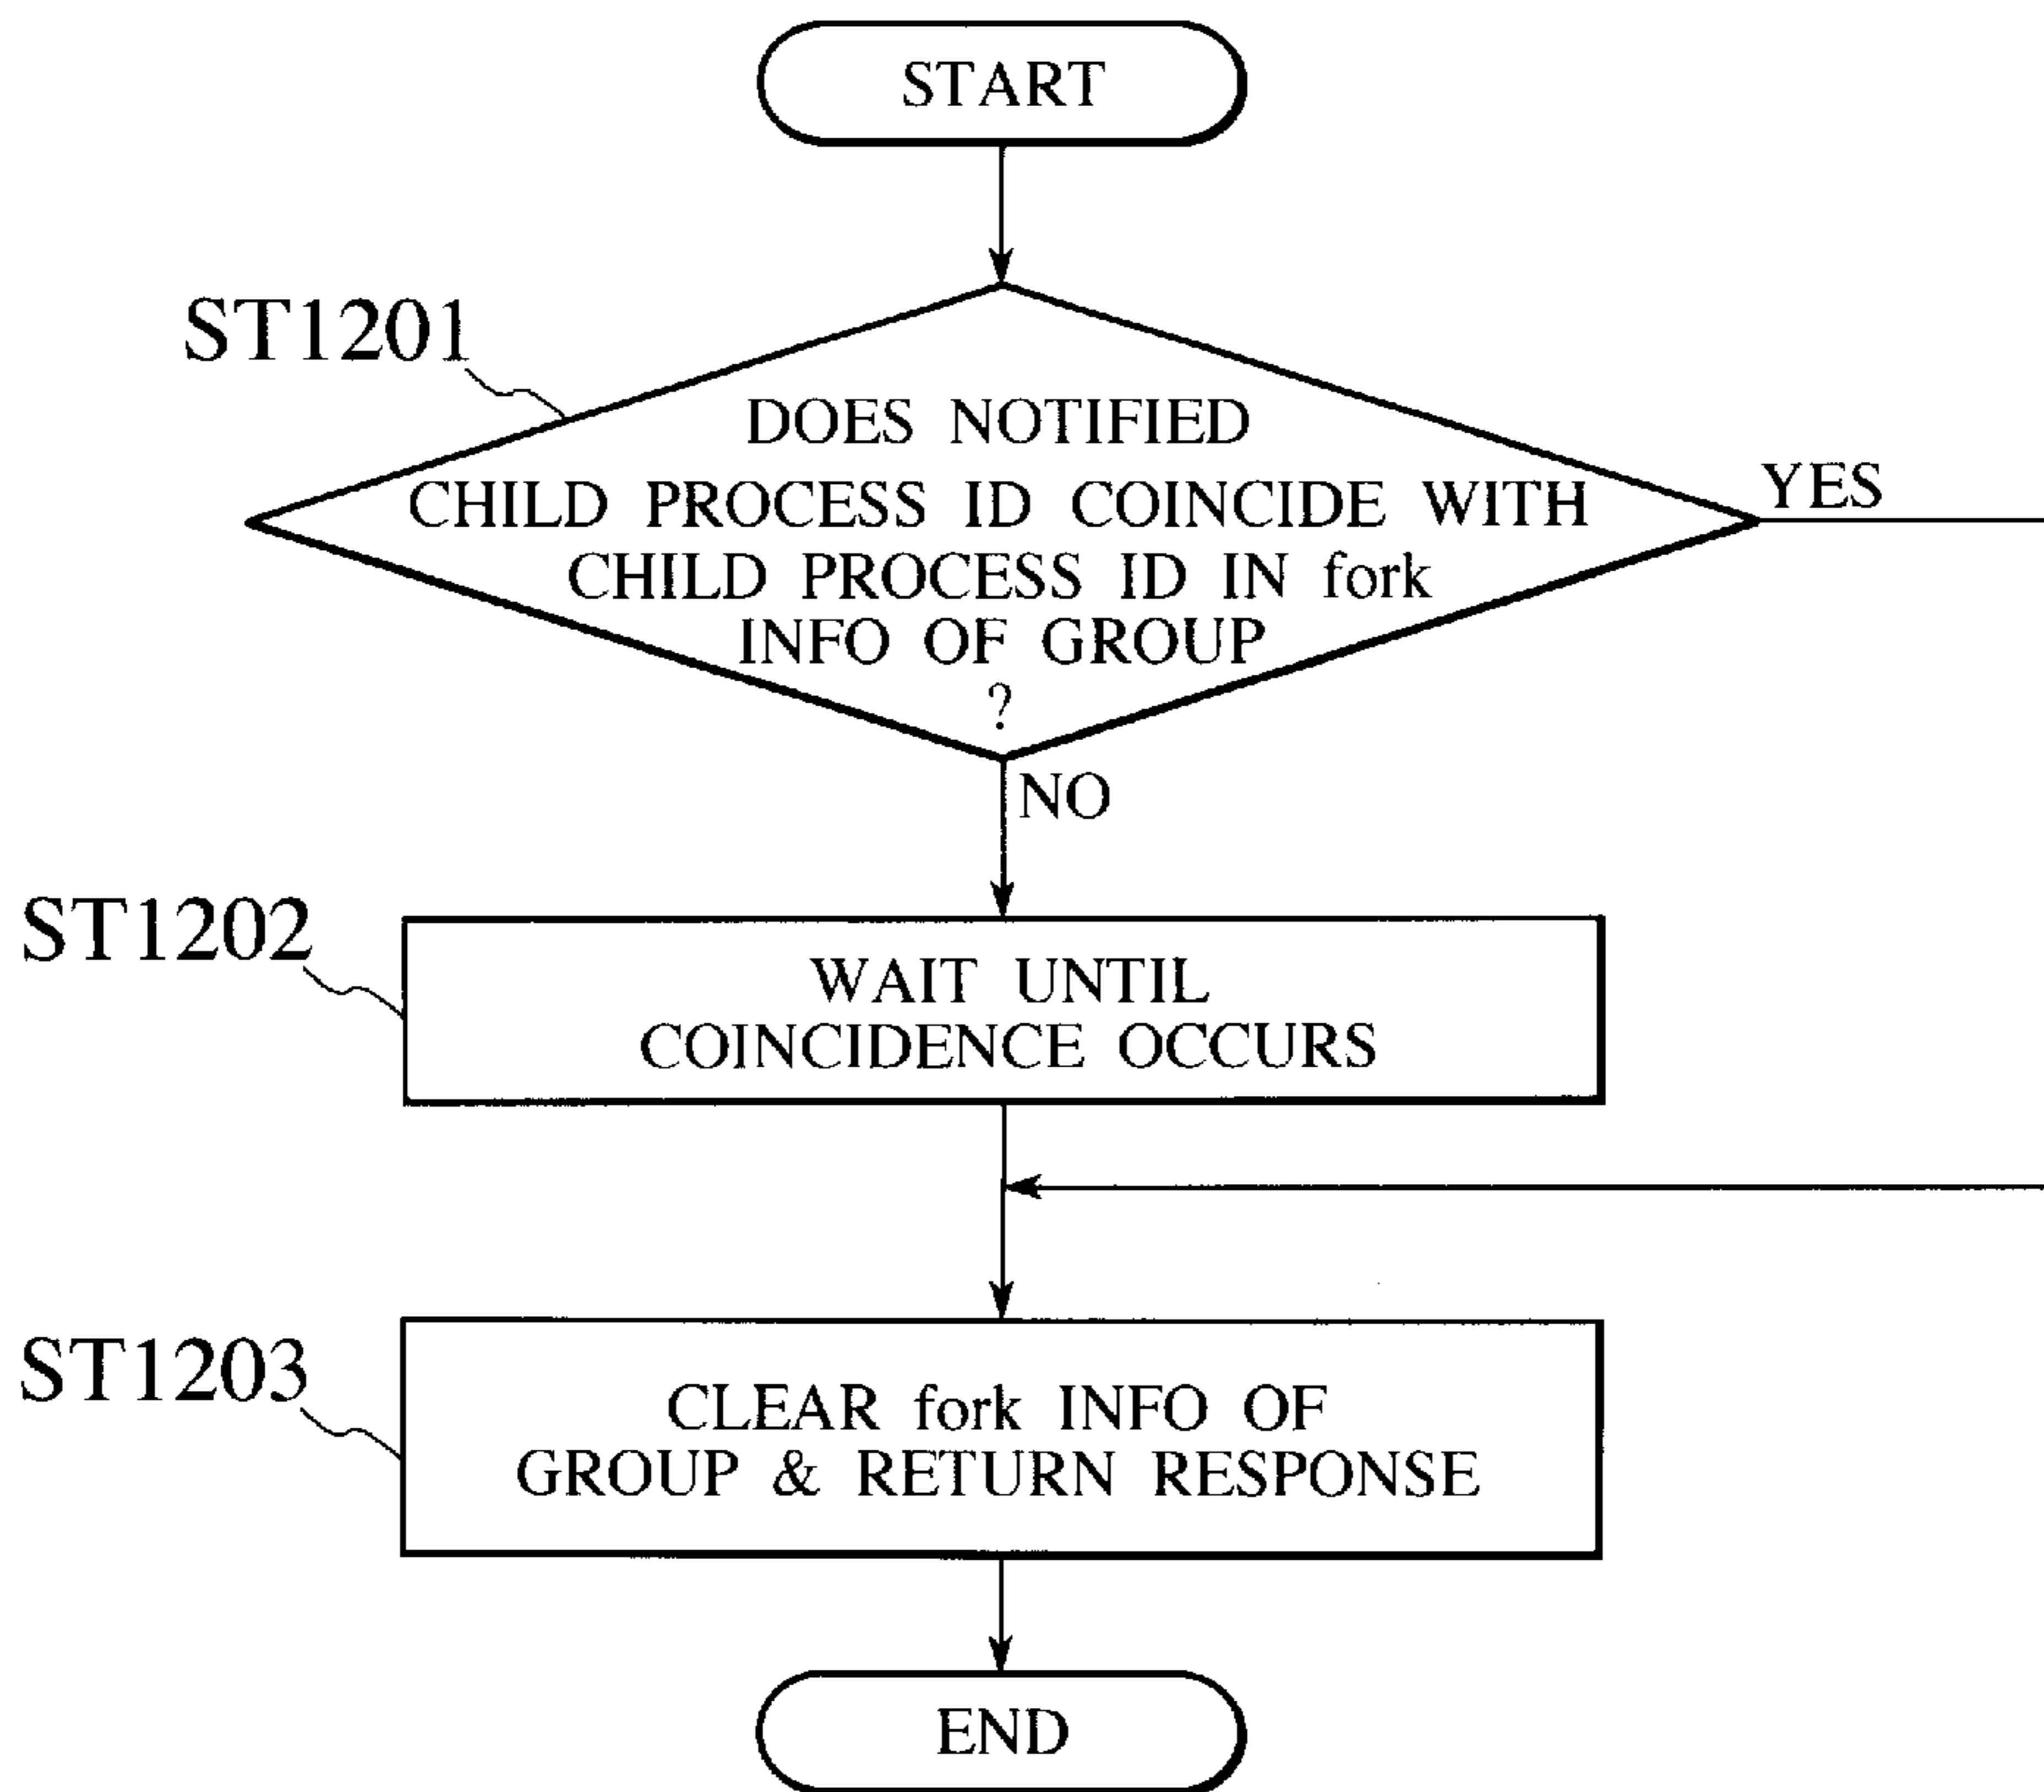 START
ST1201
DOES NOTIFIED
CHILD PROCESS ID COINCIDE WITH
CHILD PROCESS ID IN fork
INFO OF GROUP
?
YES
NO
ST1202
WAIT UNTIL
COINCIDENCE OCCURS
ST1203
CLEAR fork INFO OF
GROUP & RETURN RESPONSE
END